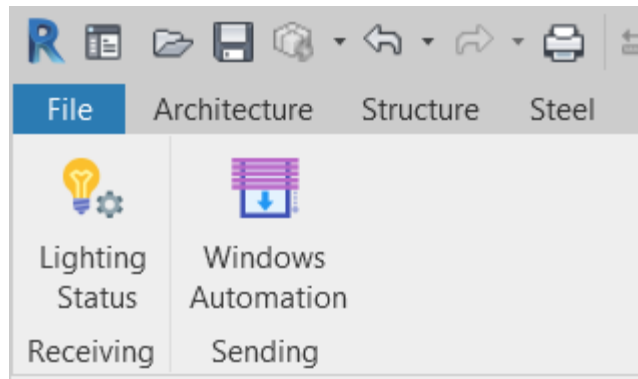 R
File Architecture Structure Steel
Lighting Status
Windows Automation
Receiving Sending